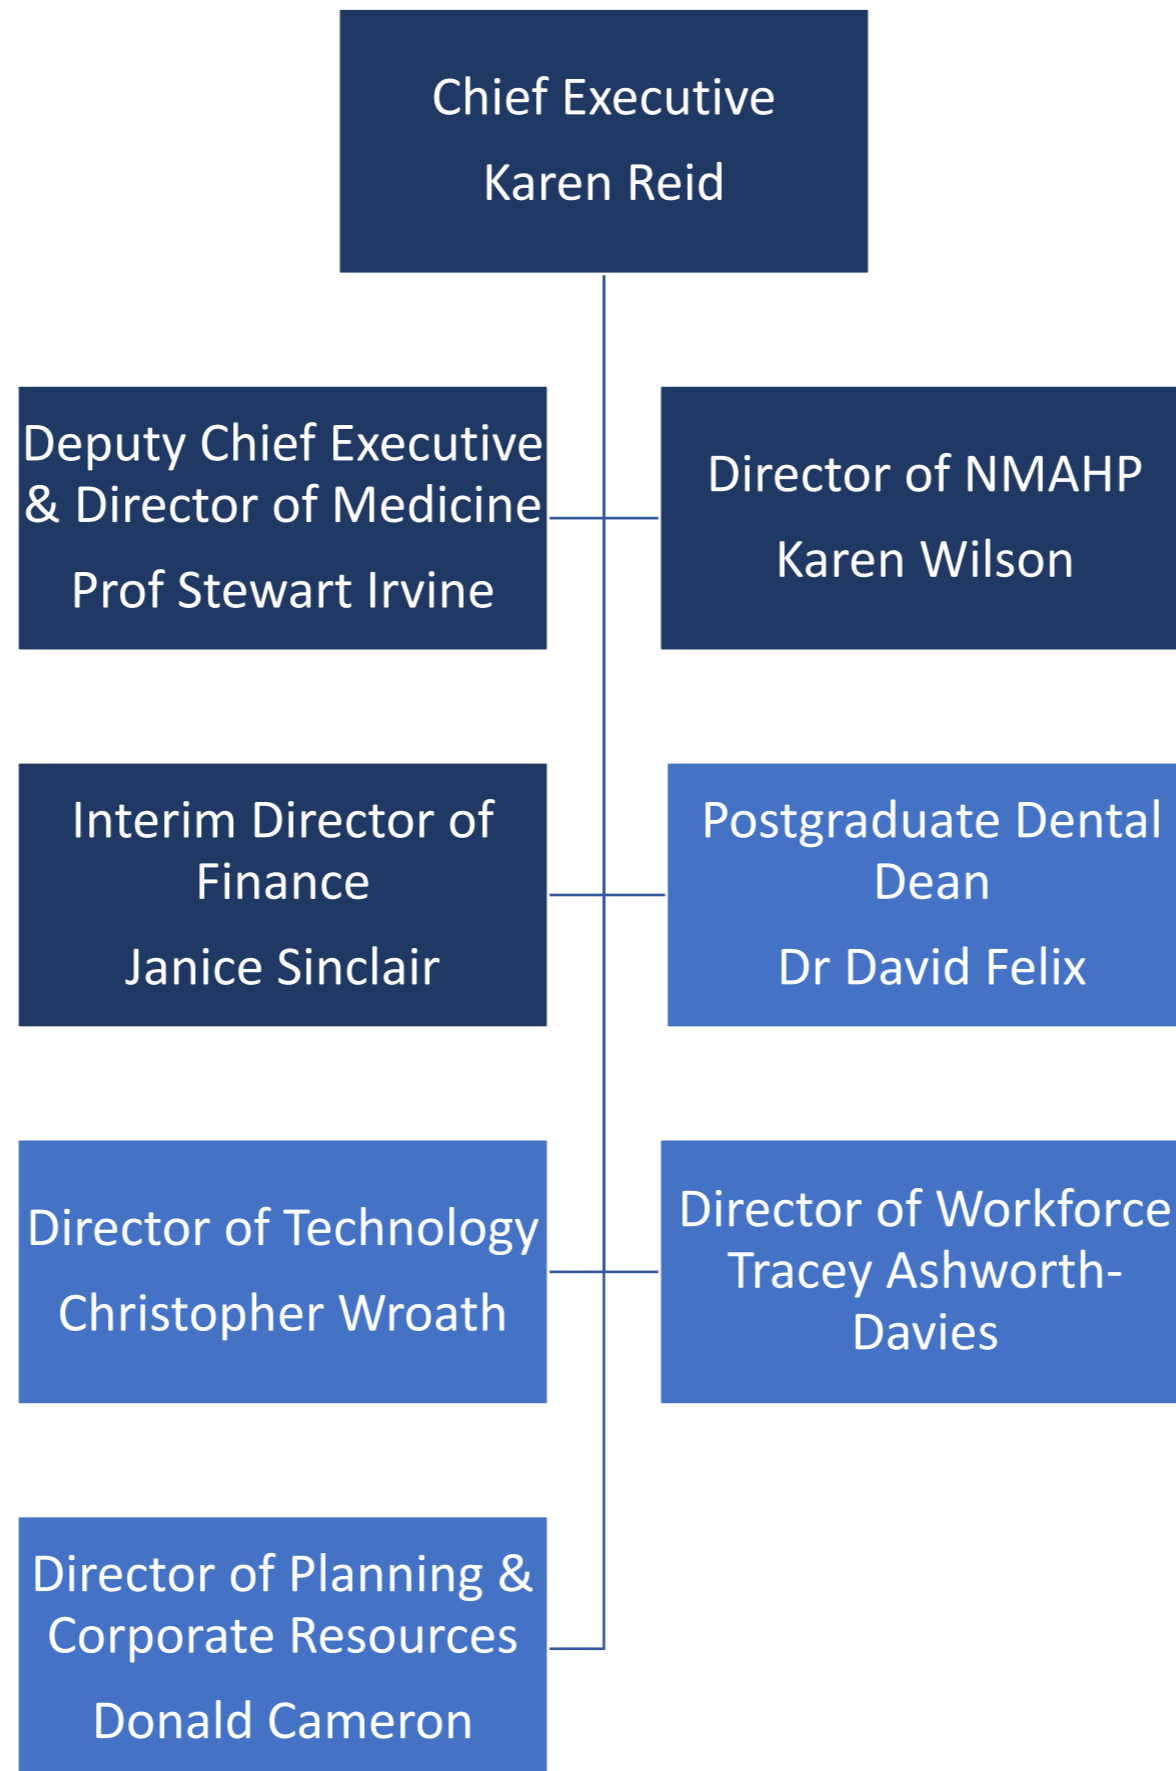 Chief Executive
Karen Reid
Deputy Chief Executive
& Director of Medicine
Prof Stewart Irvine
Director of NMAHP
Karen Wilson
Interim Director of
Finance
Janice Sinclair
Postgraduate Dental
Dean
Dr David Felix
Director of Technology
Christopher Wroath
Director of Workforce
Tracey Ashworth-
Davies
Director of Planning &
Corporate Resources
Donald Cameron